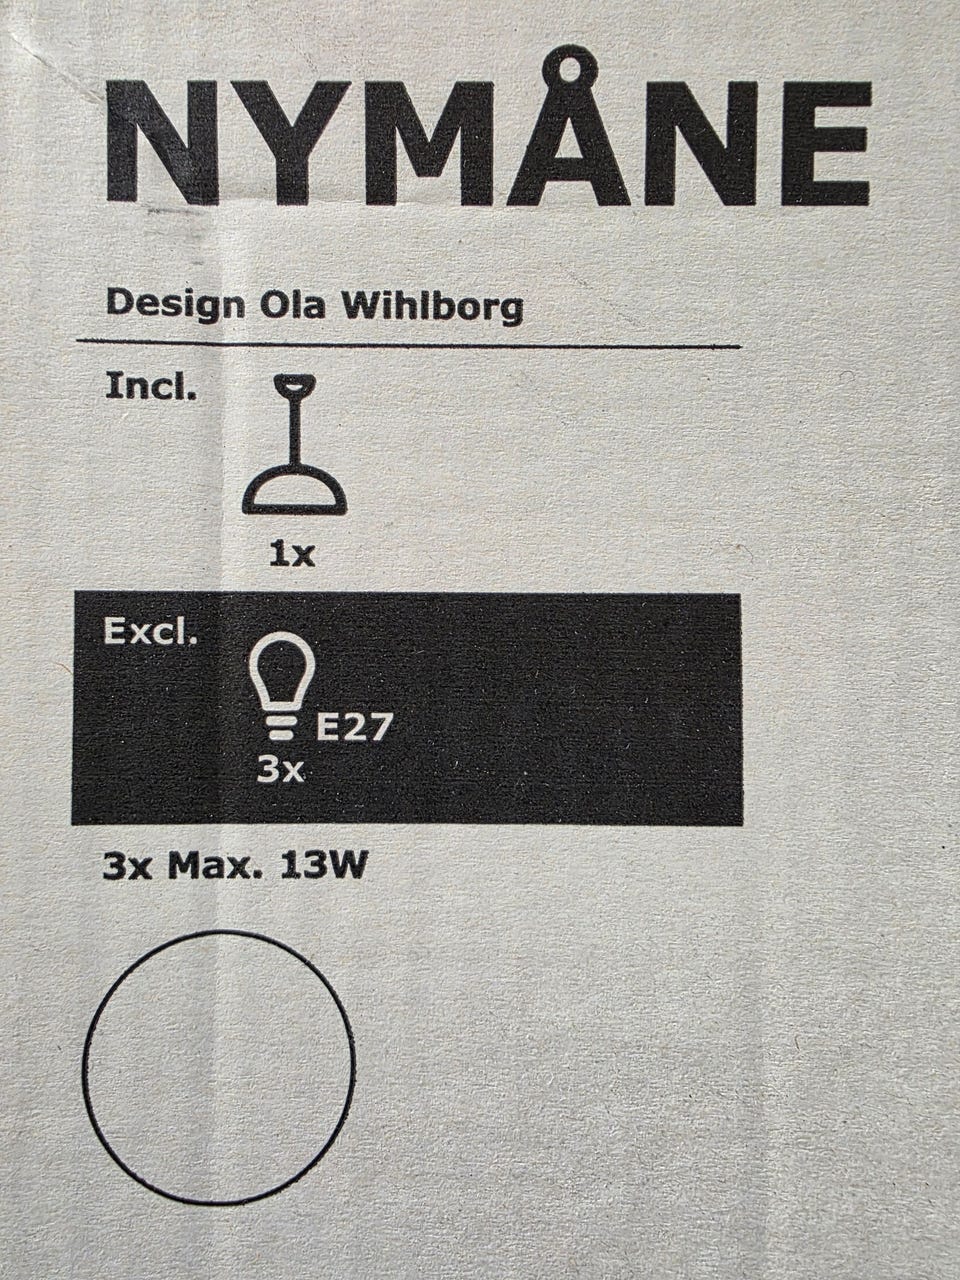 NYMÅNE
Design Ola Wihlborg
Incl.
1x
Excl.
E27
3x
3x Max. 13W